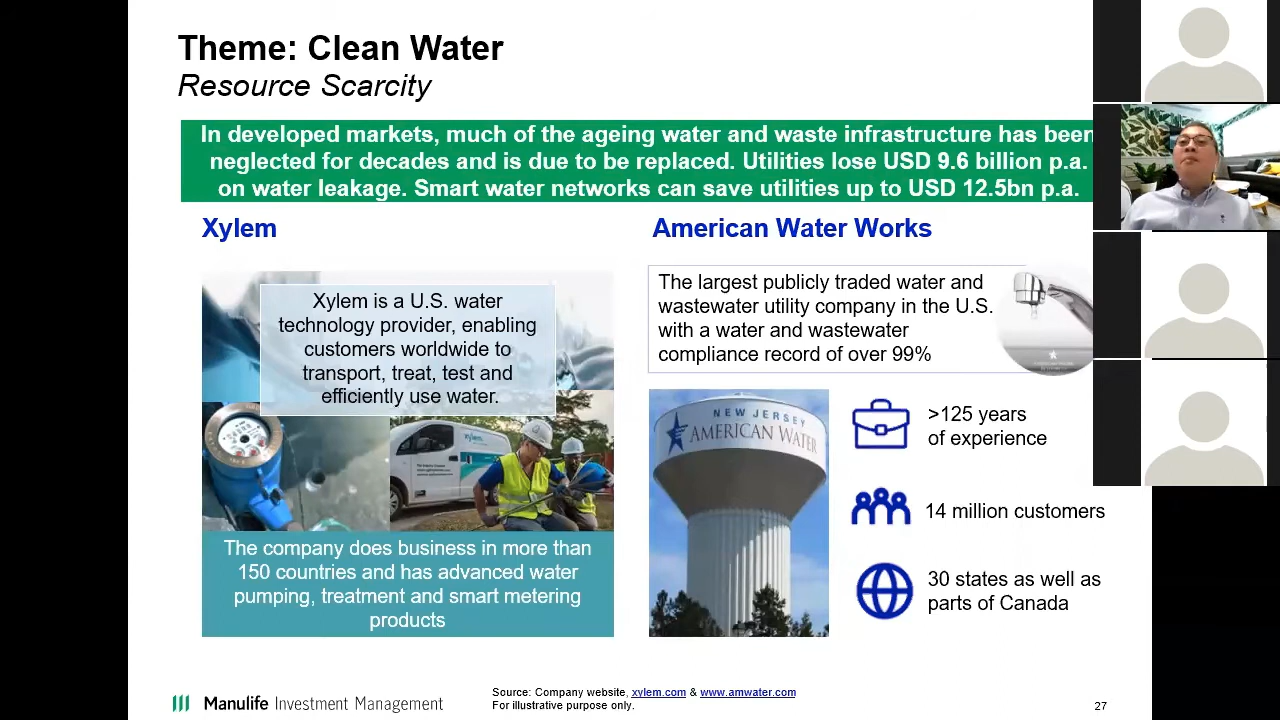 Theme: Clean Water
Resource Scarcity
In developed markets, much of the ageing water and waste infrastructure has been
neglected for decades and is due to be replaced. Utilities lose USD 9.6 billion p.a.
on water leakage. Smart water networks can save utilities up to USD 12.5bn p.a.
Xylem
Xylem is a U.S. water
technology provider, enabling
customers worldwide to
transport, treat, test and
efficiently use water.
xylem
The company does business in more than
150 countries and has advanced water
pumping, treatment and smart metering
products
American Water Works
The largest publicly traded water and
wastewater utility company in the U.S.
with a water and wastewater
compliance record of over 99%
NEW JERSEY
AMERICAN WATER
>125 years
of experience
14 million customers
30 states as well as
parts of Canada
Manulife Investment Management
Source: Company website, xylem.com & www.amwater.com
For illustrative purpose only.
27